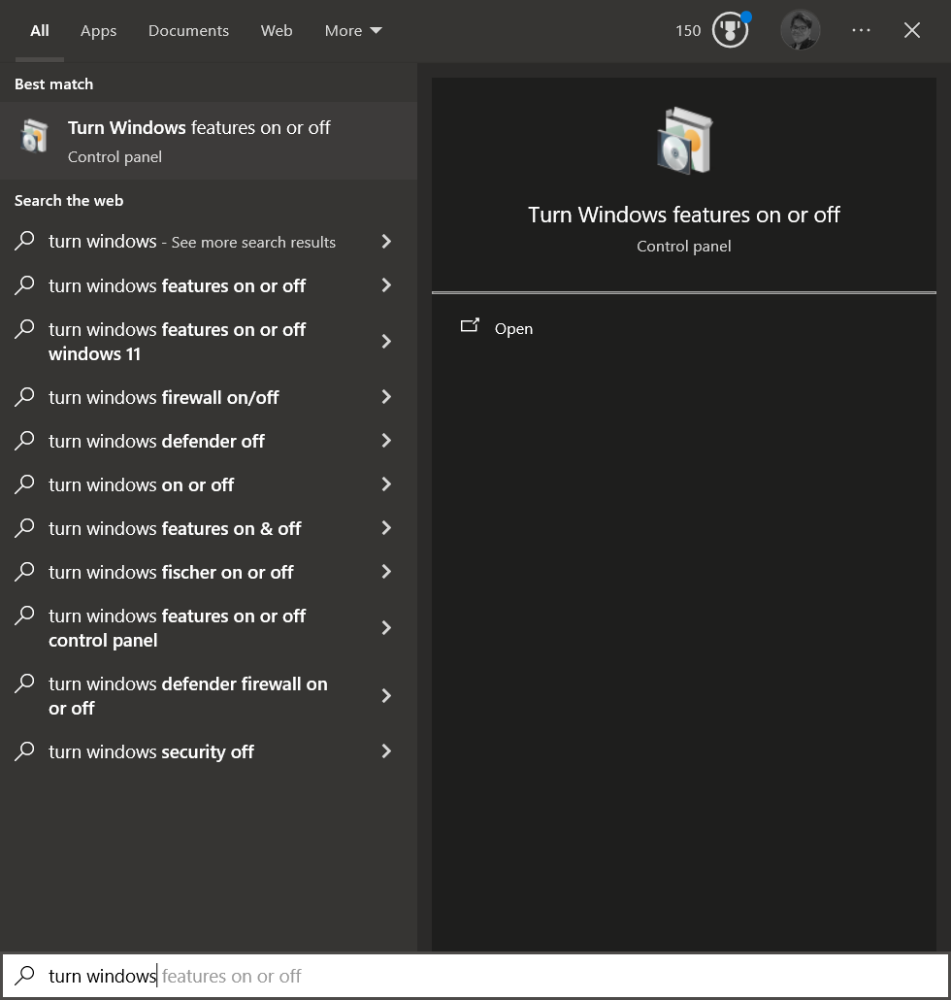 All Apps Documents Web More 150
Best match
Turn Windows features on or off
Control panel
Search the web
turn windows - See more search results
turn windows features on or off
turn windows features on or off
windows 11
turn windows firewall on/off
turn windows defender off
turn windows on or off
turn windows features on & off
turn windows fischer on or off
turn windows features on or off
control panel
turn windows defender firewall on
or off
turn windows security off
Turn Windows features on or off
Control panel
Open
turn windows features on or off